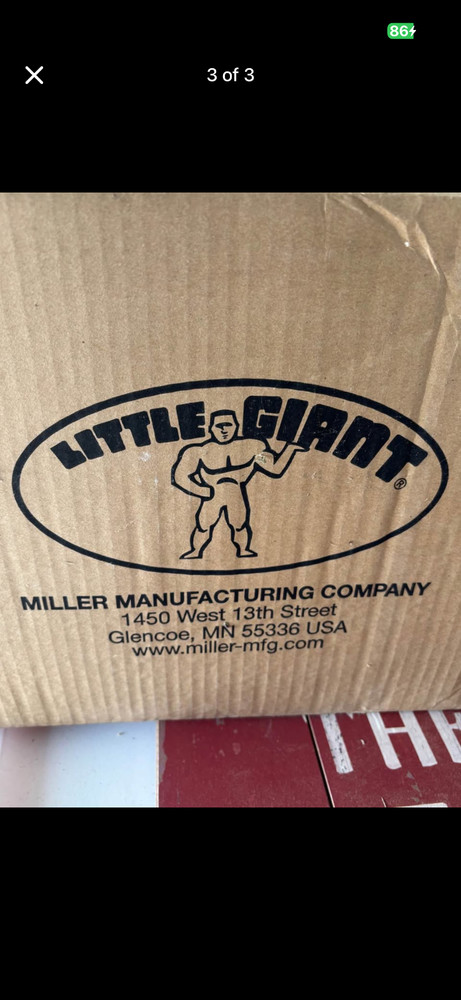 86
3 of 3
LITTLE GIANT®
MILLER MANUFACTURING COMPANY
1450 West 13th Street
Glencoe, MN 55336 USA
www.miller-mfg.com